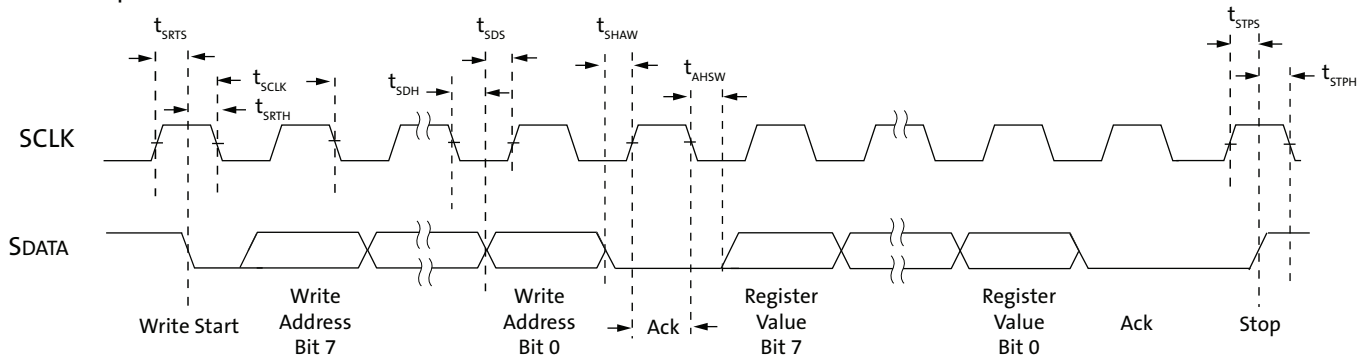 tSRTS
tSDS
tSHAW
tSTPS
tSCLK
tSDH
tAHSW
tSTPH
tSRTH
SCLK
SDATA
Write Start
Write
Address
Bit 7
Write
Address
Bit 0
Ack
Register
Value
Bit 7
Register
Value
Bit 0
Ack
Stop